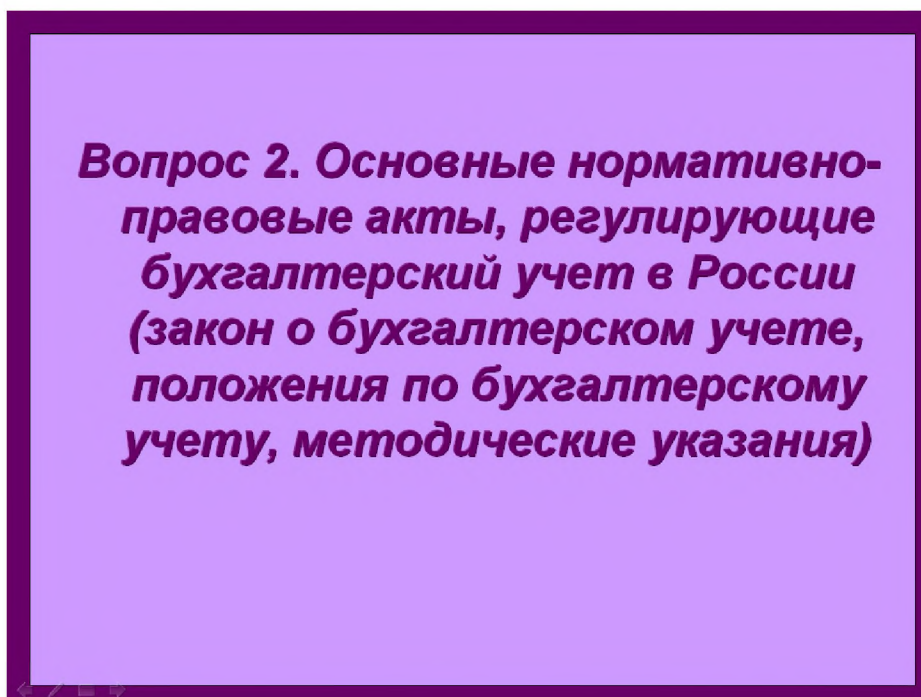 Вопрос 2. Основные нормативно-
правовые акты, регулирующие
бухгалтерский учет в России
(закон о бухгалтерском учете,
положения по бухгалтерскому
учету, методические указания)